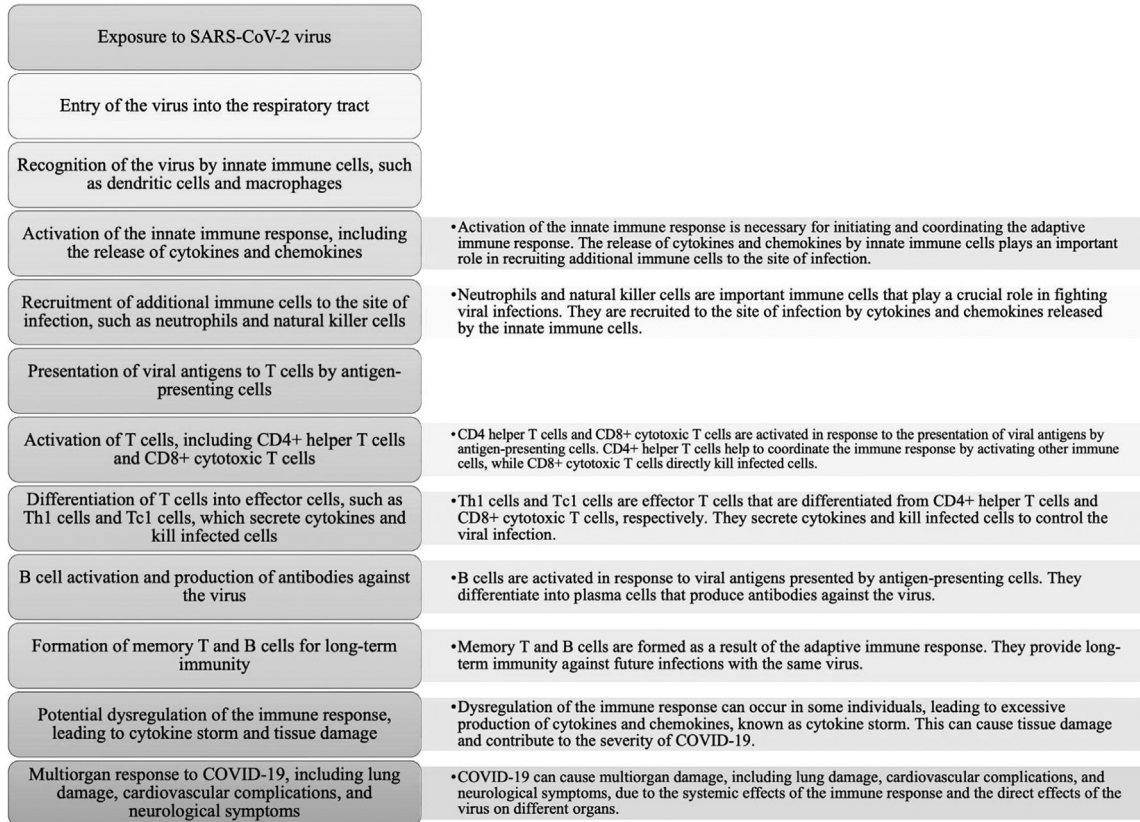 Exposure to SARS-CoV-2 virus
Entry of the virus into the respiratory tract
Recognition of the virus by innate immune cells, such
as dendritic cells and macrophages
Activation of the innate immune response, including
the release of cytokines and chemokines
•Activation of the innate immune response is necessary for initiating and coordinating the adaptive
immune response. The release of cytokines and chemokines by innate immune cells plays an important
role in recruiting additional immune cells to the site of infection.
Recruitment of additional immune cells to the site of
infection, such as neutrophils and natural killer cells
•Neutrophils and natural killer cells are important immune cells that play a crucial role in fighting
viral infections. They are recruited to the site of infection by cytokines and chemokines released
by the innate immune cells.
Presentation of viral antigens to T cells by antigen-
presenting cells
Activation of T cells, including CD4+ helper T cells
and CD8+ cytotoxic T cells
•CD4 helper T cells and CD8+ cytotoxic T cells are activated in response to the presentation of viral antigens by
antigen-presenting cells. CD4+ helper T cells help to coordinate the immune response by activating other immune
cells, while CD8+ cytotoxic T cells directly kill infected cells.
Differentiation of T cells into effector cells, such as
Th1 cells and Tc1 cells, which secrete cytokines and
kill infected cells
•Th1 cells and Tc1 cells are effector T cells that are differentiated from CD4+ helper T cells and
CD8+ cytotoxic T cells, respectively. They secrete cytokines and kill infected cells to control the
viral infection.
B cell activation and production of antibodies against
the virus
•B cells are activated in response to viral antigens presented by antigen-presenting cells. They
differentiate into plasma cells that produce antibodies against the virus.
Formation of memory T and B cells for long-term
immunity
•Memory T and B cells are formed as a result of the adaptive immune response. They provide long-
term immunity against future infections with the same virus.
Potential dysregulation of the immune response,
leading to cytokine storm and tissue damage
•Dysregulation of the immune response can occur in some individuals, leading to excessive
production of cytokines and chemokines, known as cytokine storm. This can cause tissue damage
and contribute to the severity of COVID-19.
Multiorgan response to COVID-19, including lung
damage, cardiovascular complications, and
neurological symptoms
•COVID-19 can cause multiorgan damage, including lung damage, cardiovascular complications, and
neurological symptoms, due to the systemic effects of the immune response and the direct effects of the
virus on different organs.